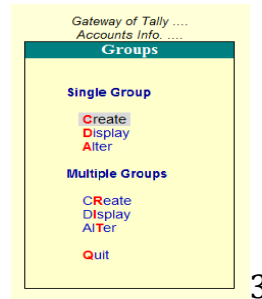 Gateway of Tally ....
Accounts Info. ....
Groups
Single Group
Create
Display
Alter
Multiple Groups
CReate
DIsplay
AlTer
Quit
3